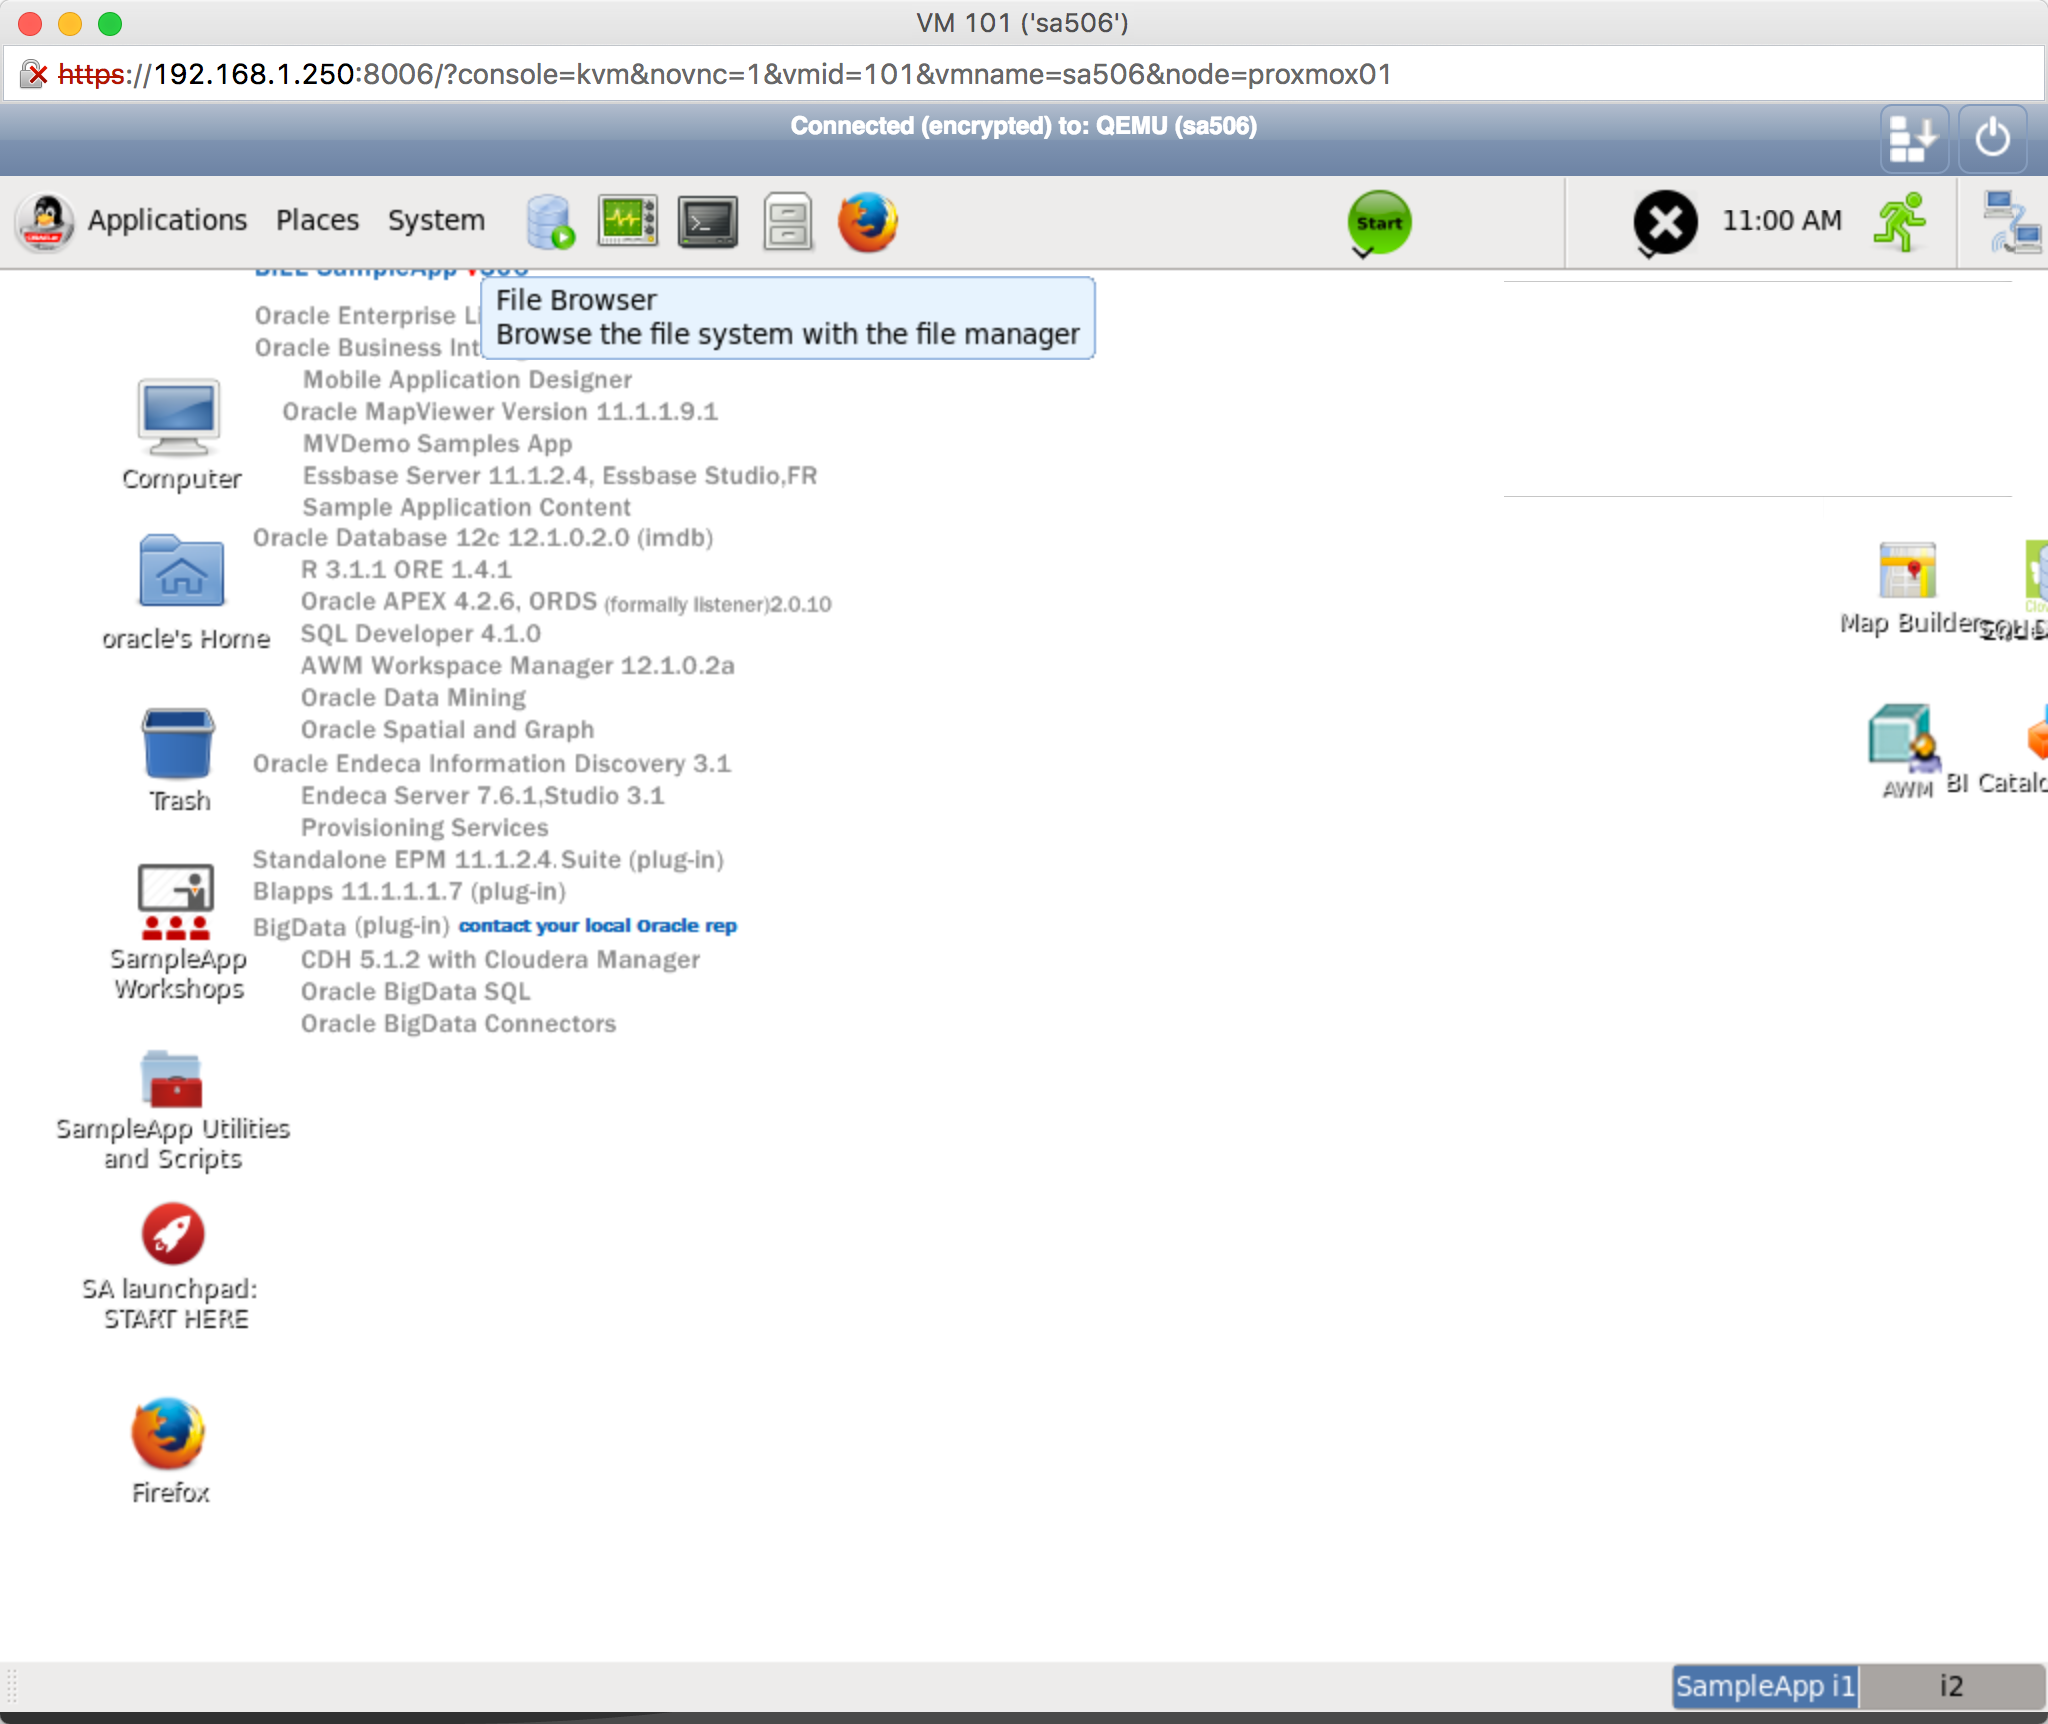 VM 101 ('sa506')
https://192.168.1.250:8006/?console=kvm&novnc=1&vmid=101&vmname=sa506&node=proxmox01
Connected (encrypted) to: QEMU (sa506)
Applications Places System
Start
11:00 AM
SampleApp v506
File Browser
Browse the file system with the file manager
Oracle Enterprise
Oracle Business
Mobile Application Designer
Oracle MapViewer Version 11.1.1.9.1
MVDemo Samples App
Essbase Server 11.1.2.4, Essbase Studio,FR
Sample Application Content
Oracle Database 12c 12.1.0.2.0 (imdb)
R 3.1.1 ORE 1.4.1
Oracle APEX 4.2.6, ORDS (formally listener)2.0.10
SQL Developer 4.1.0
AWM Workspace Manager 12.1.0.2a
Oracle Data Mining
Oracle Spatial and Graph
Oracle Endeca Information Discovery 3.1
Endeca Server 7.6.1,Studio 3.1
Provisioning Services
Standalone EPM 11.1.2.4. Suite (plug-in)
BIapps 11.1.1.1.7 (plug-in)
BigData (plug-in) contact your local Oracle rep
CDH 5.1.2 with Cloudera Manager
Oracle BigData SQL
Oracle BigData Connectors
Computer
oracle's Home
Trash
SampleApp
Workshops
SampleApp Utilities
and Scripts
SA launchpad:
START HERE
Firefox
Map Builder
AWM
BI Catalo
SampleApp i1
i2